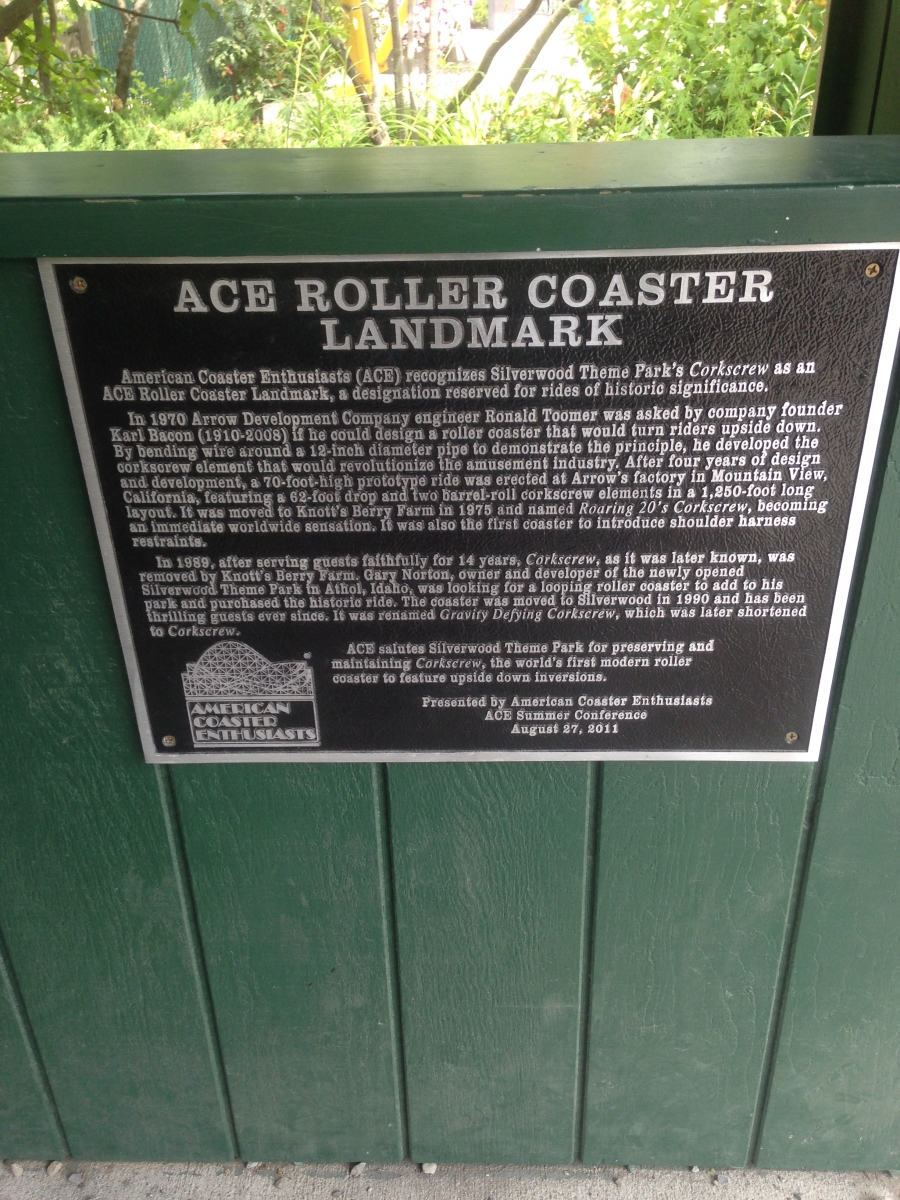 ACE ROLLER COASTER
LANDMARK
American Coaster Enthusiasts (ACE) recognizes Silverwood Theme Park's Corkscrew as an
ACE Roller Coaster Landmark, a designation reserved for rides of historic significance.
In 1970 Arrow Development Company engineer Ronald Toomer was asked by company founder
Karl Bacon (1910-2008) if he could design a roller coaster that would turn riders upside down.
By bending wire around a 12-inch diameter pipe to demonstrate the principle, he developed the
corkscrew element that would revolutionize the amusement industry. After four years of design
and development, a 70-foot-high prototype ride was erected at Arrow's factory in Mountain View,
California, featuring a 62-foot drop and two barrel-roll corkscrew elements in a 1,250-foot long
layout. It was moved to Knott's Berry Farm in 1975 and named Roaring 20's Corkscrew, becoming
an immediate worldwide sensation. It was also the first coaster to introduce shoulder harness
restraints.
In 1989, after serving guests faithfully for 14 years, Corkscrew, as it was later known, was
removed by Knott's Berry Farm. Gary Norton, owner and developer of the newly opened
Silverwood Theme Park in Athol, Idaho, was looking for a looping roller coaster to add to his
park and purchased the historic ride. The coaster was moved to Silverwood in 1990 and has been
thrilling guests ever since. It was renamed Gravity Defying Corkscrew, which was later shortened
to Corkscrew.
ACE salutes Silverwood Theme Park for preserving and
maintaining Corkscrew, the world's first modern roller
coaster to feature upside down inversions.
Presented by American Coaster Enthusiasts
ACE Summer Conference
August 27, 2011
AMERICAN
COASTER
ENTHUSIASTS